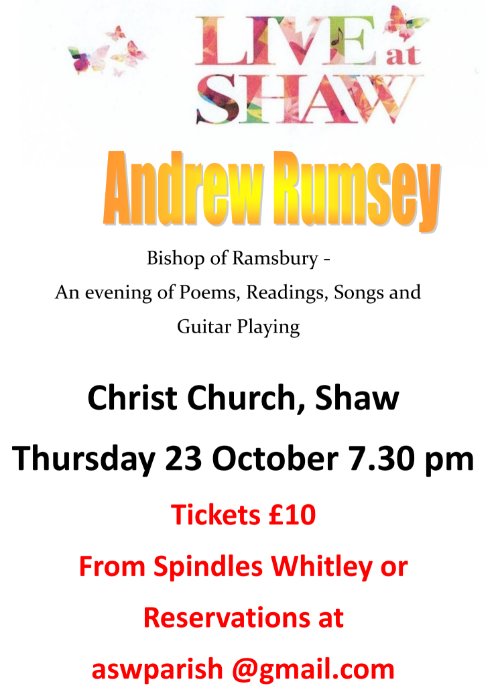 LIVE at
SHAW
Andrew Rumsey
Bishop of Ramsbury -
An evening of Poems, Readings, Songs and
Guitar Playing
Christ Church, Shaw
Thursday 23 October 7.30 pm
Tickets £10
From Spindles Whitley or
Reservations at
aswparish @gmail.com